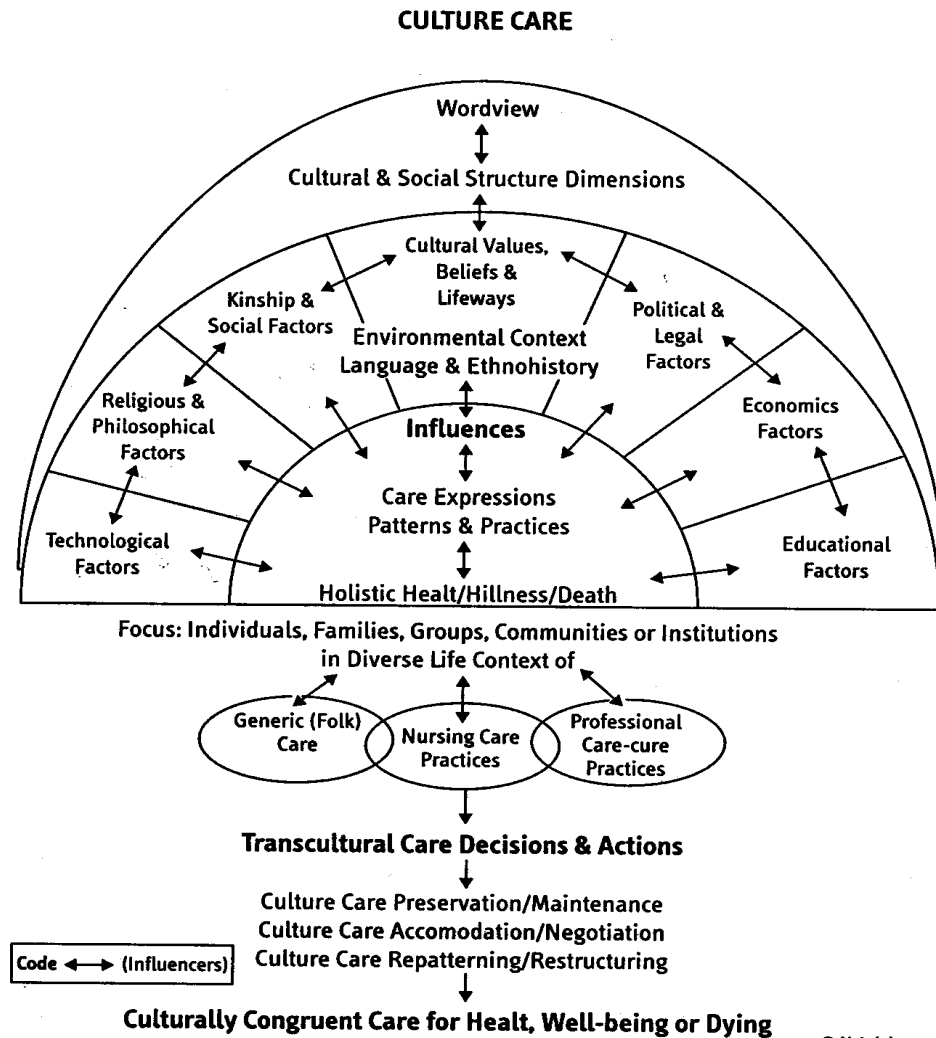 CULTURE CARE
Wordview
Cultural & Social Structure Dimensions
Cultural Values,
Beliefs &
Lifeways
Kinship &
Social Factors
Political &
Legal
Factors
Environmental Context
Language & Ethnohistory
Religious &
Philosophical
Factors
Economics
Factors
Influences
Care Expressions
Patterns & Practices
Technological
Factors
Educational
Factors
Holistic Healt/Hillness/Death
Focus: Individuals, Families, Groups, Communities or Institutions
in Diverse Life Context of
Generic (Folk)
Care
Nursing Care
Practices
Professional
Care-cure
Practices
Transcultural Care Decisions & Actions
Culture Care Preservation/Maintenance
Culture Care Accomodation/Negotiation
Culture Care Repatterning/Restructuring
Code (Influencers)
Culturally Congruent Care for Healt, Well-being or Dying